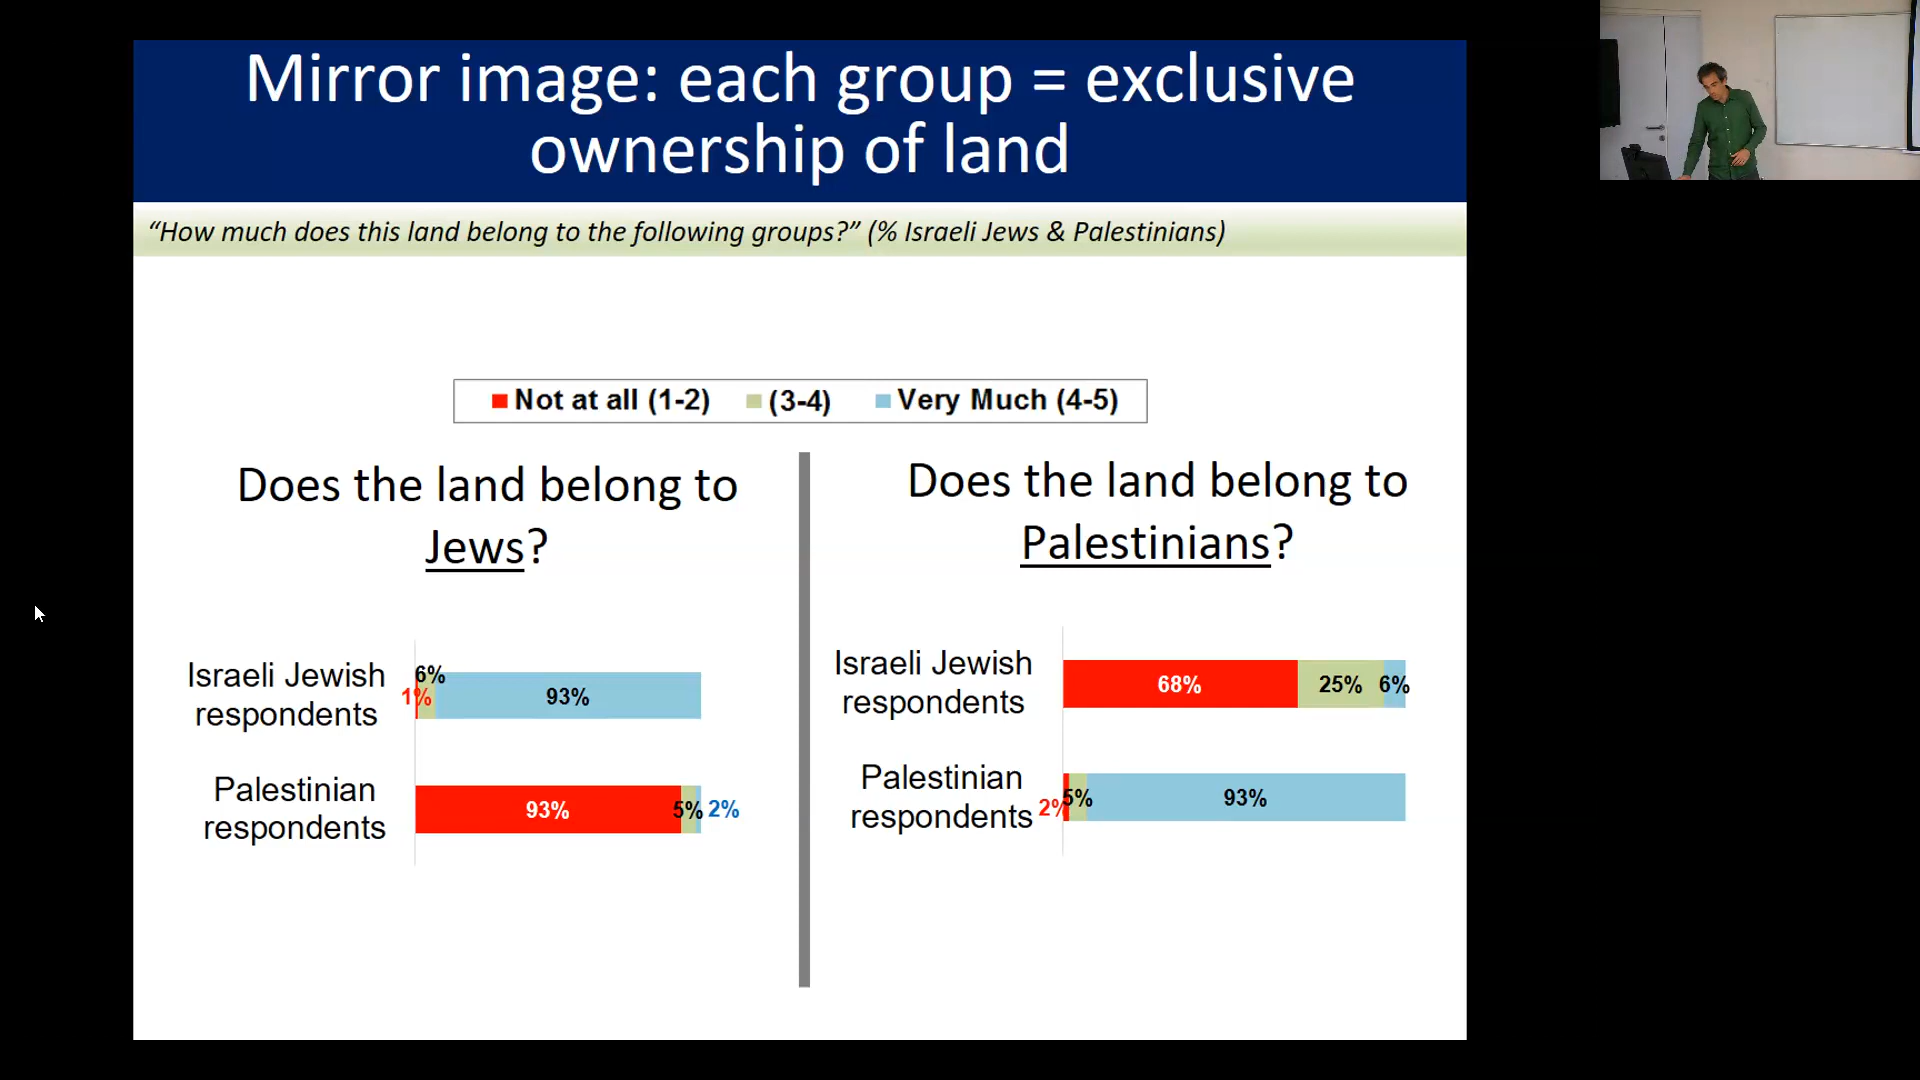 Mirror image: each group = exclusive
ownership of land
“How much does this land belong to the following groups?” (% Israeli Jews & Palestinians)
Not at all (1-2) (3-4) Very Much (4-5)
Does the land belong to
Jews?
Israeli Jewish
respondents
1% 6% 93%
Palestinian
respondents
93% 5% 2%
Does the land belong to
Palestinians?
Israeli Jewish
respondents
68% 25% 6%
Palestinian
respondents
2% 5% 93%